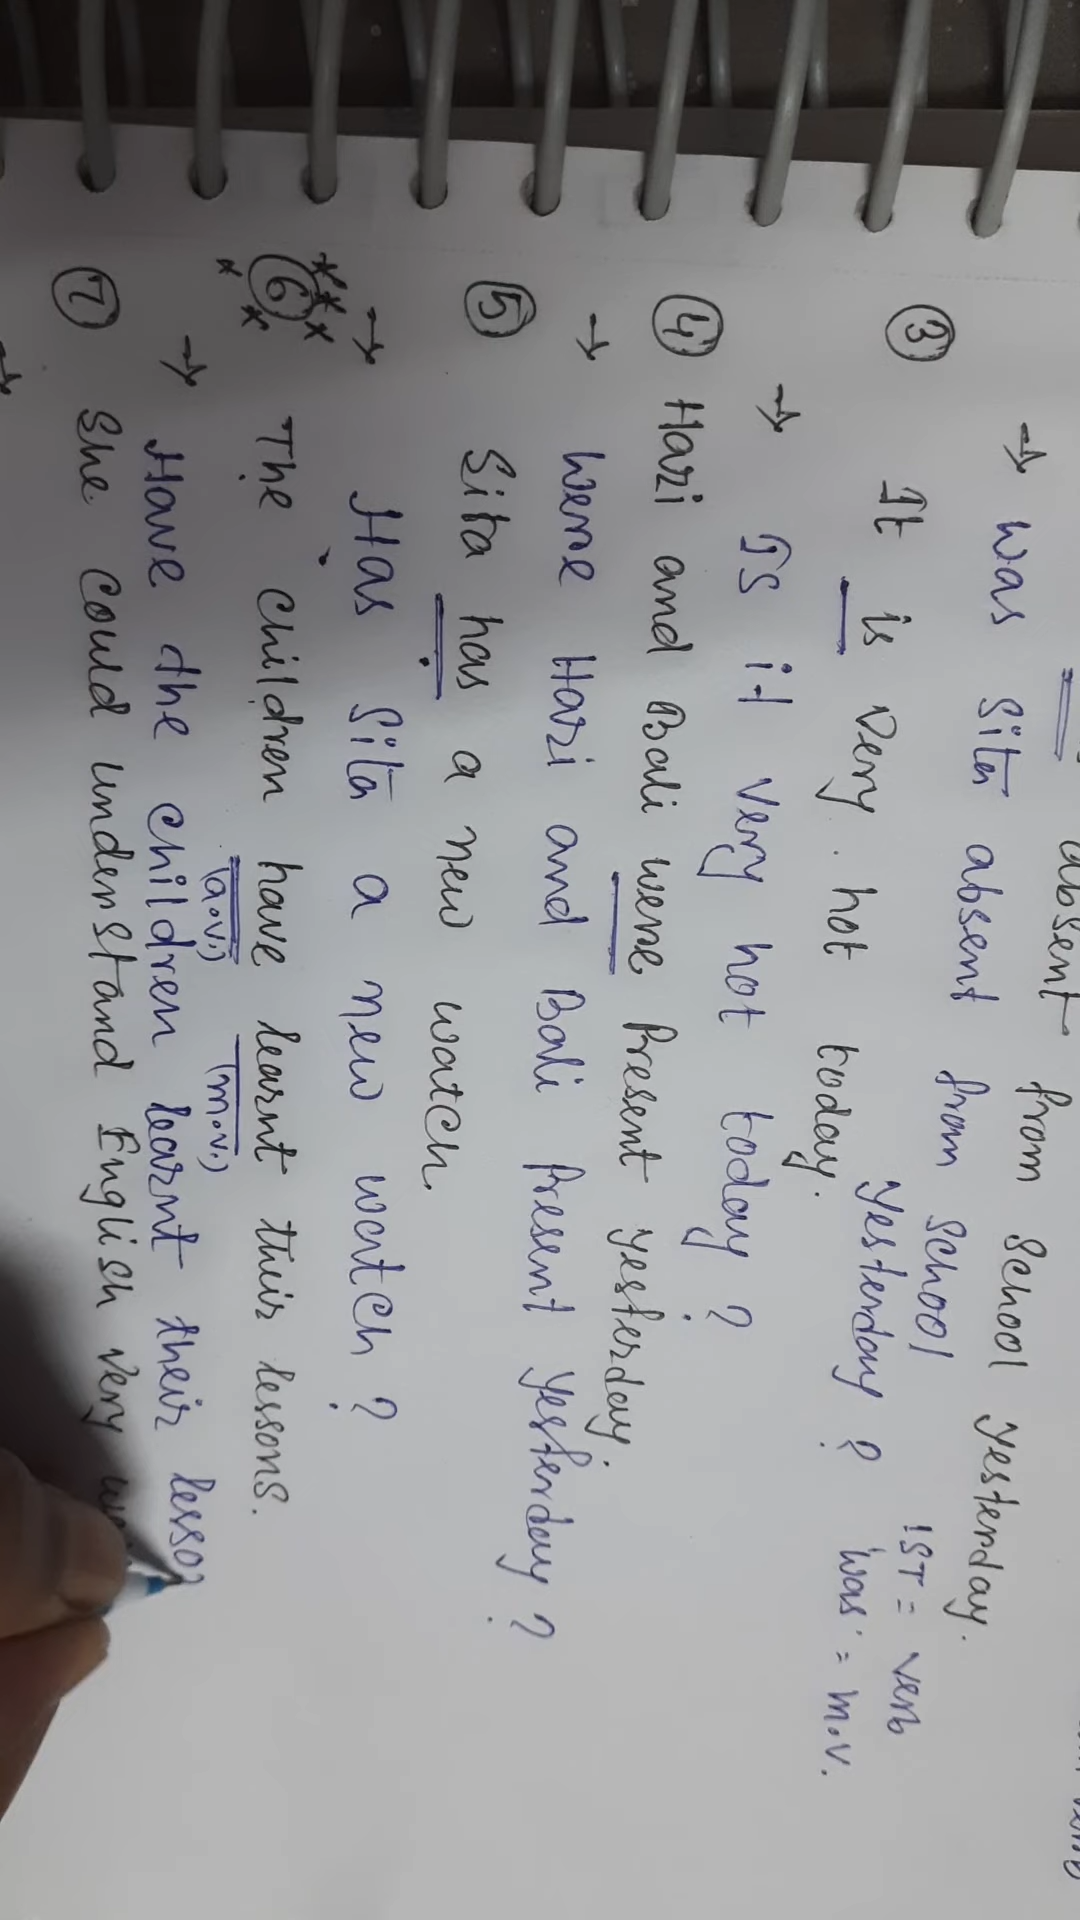 absent from school yesterday.
→ Was Sita absent from school
yesterday ?
1st = verb
was = m.v.
③ It is very hot today.
→ Is it very hot today ?
④ Hari and Bali were Present yesterday.
→ Were Hari and Bali Present yesterday ?
⑤ Sita has a new watch.
→ Has Sita a new watch ?
⑥ The children have learnt their lessons.
(a.v.) (m.v.)
→ Have the children learnt their lesson
⑦ She could understand English very
→